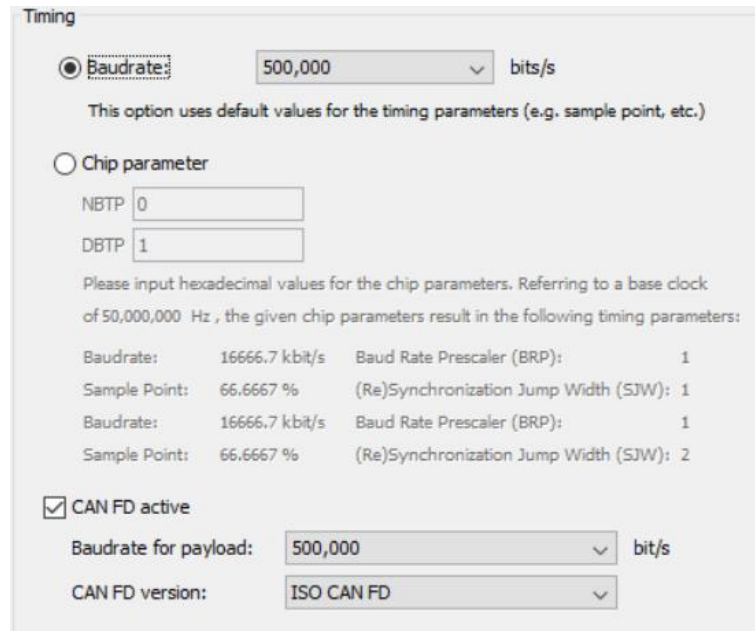 Timing
Baudrate: 500,000 bits/s
This option uses default values for the timing parameters (e.g. sample point, etc.)
Chip parameter
NBTP 0
DBTP 1
Please input hexadecimal values for the chip parameters. Referring to a base clock
of 50,000,000 Hz , the given chip parameters result in the following timing parameters:
Baudrate: 16666.7 kbit/s Baud Rate Prescaler (BRP): 1
Sample Point: 66.6667 % (Re)Synchronization Jump Width (SJW): 1
Baudrate: 16666.7 kbit/s Baud Rate Prescaler (BRP): 1
Sample Point: 66.6667 % (Re)Synchronization Jump Width (SJW): 2
CAN FD active
Baudrate for payload: 500,000 bit/s
CAN FD version: ISO CAN FD